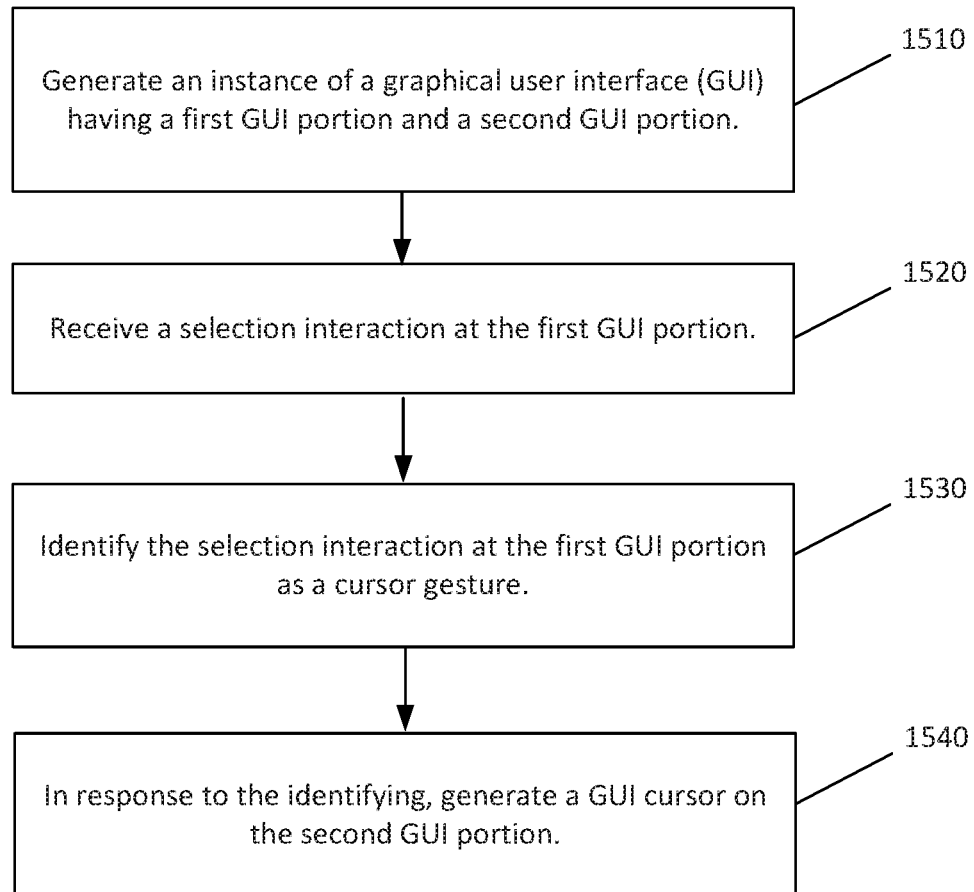 1510
Generate an instance of a graphical user interface (GUI)
having a first GUI portion and a second GUI portion.
1520
Receive a selection interaction at the first GUI portion.
1530
Identify the selection interaction at the first GUI portion
as a cursor gesture.
1540
In response to the identifying, generate a GUI cursor on
the second GUI portion.